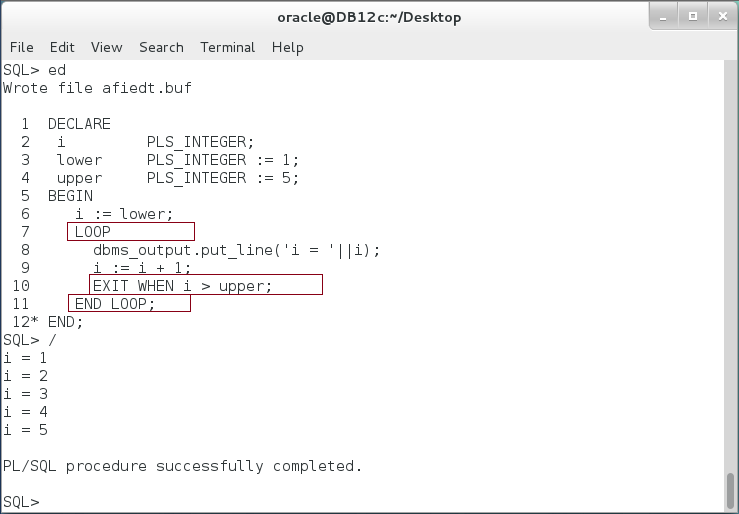 oracle@DB12c:~/Desktop
File Edit View Search Terminal Help
SQL> ed
Wrote file afiedt.buf
  1  DECLARE
  2   i         PLS_INTEGER;
  3   lower     PLS_INTEGER := 1;
  4   upper     PLS_INTEGER := 5;
  5  BEGIN
  6     i := lower;
  7     LOOP
  8       dbms_output.put_line('i = '||i);
  9       i := i + 1;
 10       EXIT WHEN i > upper;
 11     END LOOP;
 12* END;
SQL> /
i = 1
i = 2
i = 3
i = 4
i = 5
PL/SQL procedure successfully completed.
SQL>